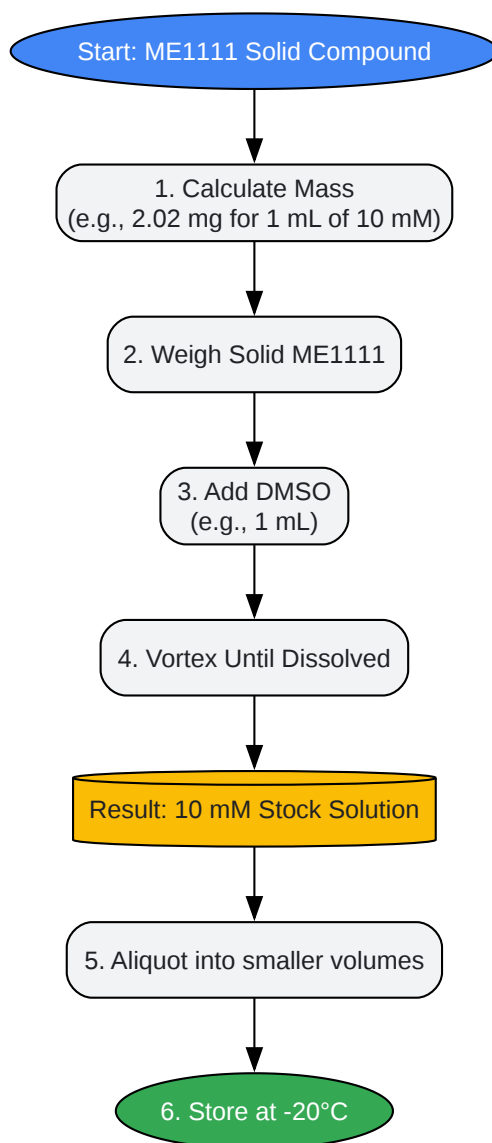 Start: ME1111 Solid Compound
1. Calculate Mass
(e.g., 2.02 mg for 1 mL of 10 mM)
2. Weigh Solid ME1111
3. Add DMSO
(e.g., 1 mL)
4. Vortex Until Dissolved
Result: 10 mM Stock Solution
5. Aliquot into smaller volumes
6. Store at -20°C